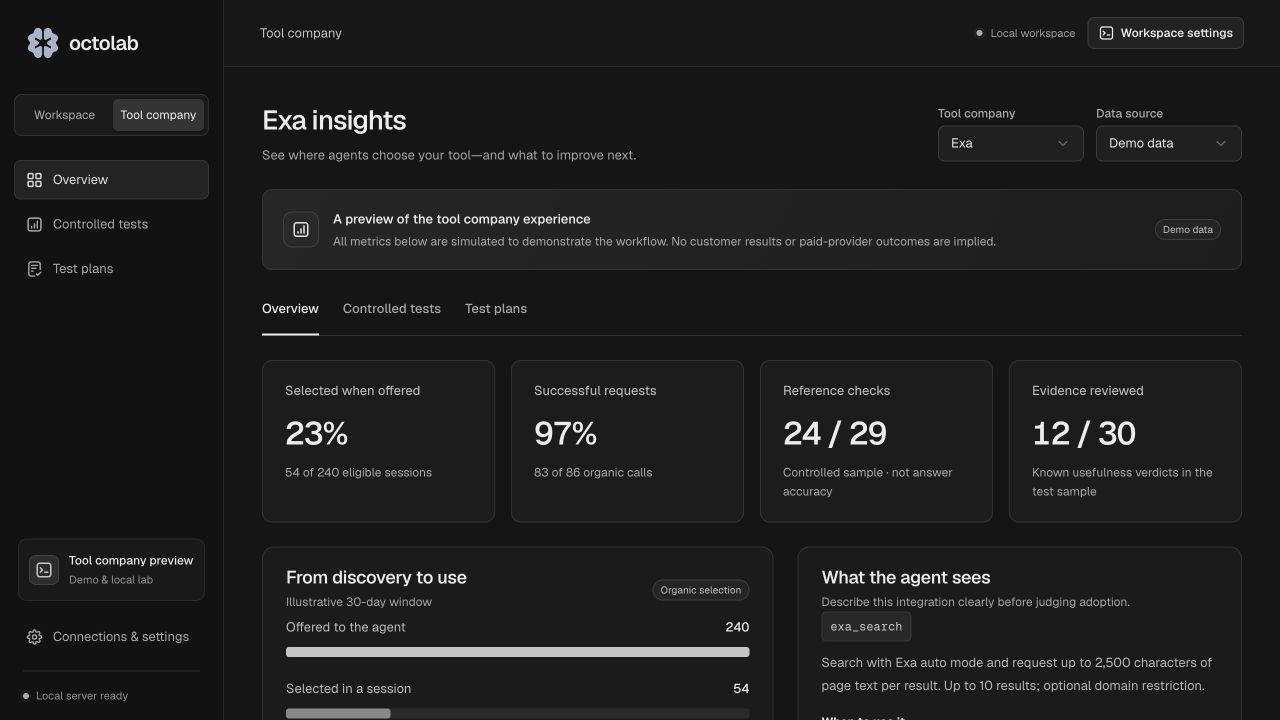 octolab
Workspace
Tool company
Overview
Controlled tests
Test plans
Tool company preview
Demo & local lab
Connections & settings
Local server ready
Tool company
Local workspace
Workspace settings
Exa insights
See where agents choose your tool—and what to improve next.
Tool company
Exa
Data source
Demo data
A preview of the tool company experience
All metrics below are simulated to demonstrate the workflow. No customer results or paid-provider outcomes are implied.
Demo data
Overview
Controlled tests
Test plans
Selected when offered
23%
54 of 240 eligible sessions
Successful requests
97%
83 of 86 organic calls
Reference checks
24 / 29
Controlled sample · not answer
accuracy
Evidence reviewed
12 / 30
Known usefulness verdicts in the
test sample
From discovery to use
Illustrative 30-day window
Organic selection
Offered to the agent
240
Selected in a session
54
What the agent sees
Describe this integration clearly before judging adoption.
exa_search
Search with Exa auto mode and request up to 2,500 characters of
page text per result. Up to 10 results; optional domain restriction.
When to use it